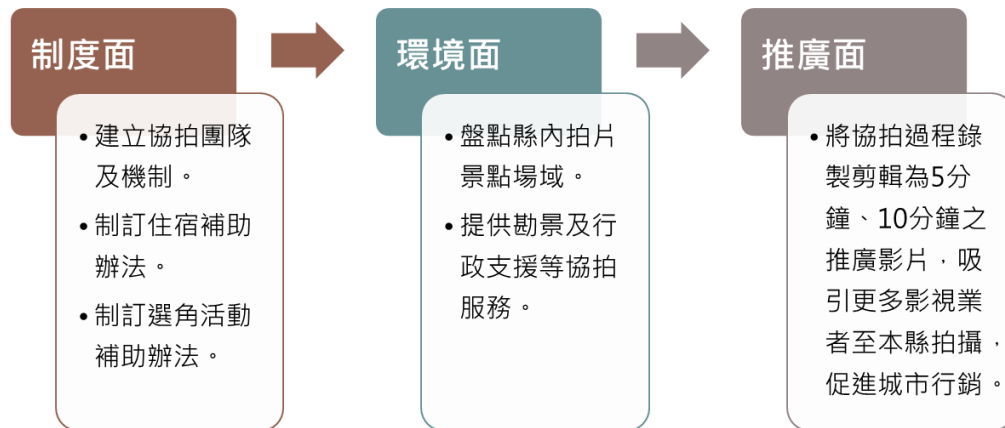 制度面
• 建立協拍團隊
及機制。
• 制訂住宿補助
辦法。
• 制訂選角活動
補助辦法。
環境面
• 盤點縣內拍片
景點場域。
• 提供勘景及行
政支援等協拍
服務。
推廣面
• 將協拍過程錄
製剪輯為5分
鐘、10分鐘之
推廣影片，吸
引更多影視業
者至本縣拍攝，
促進城市行銷。